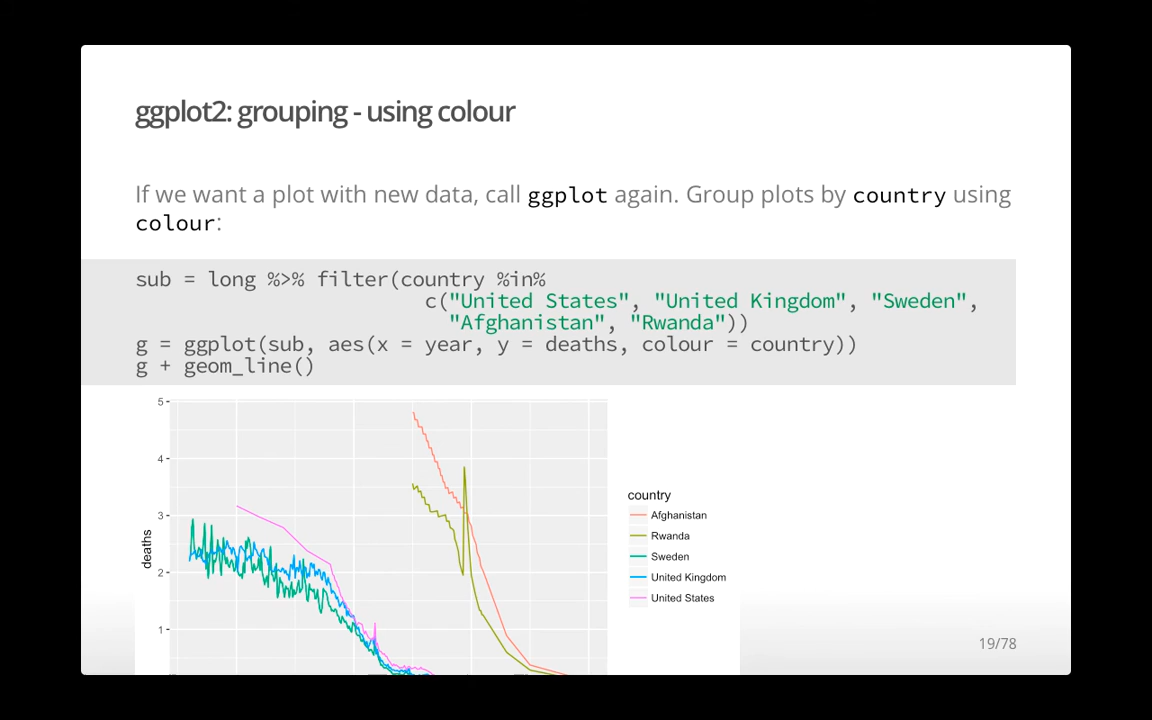 ggplot2: grouping - using colour
If we want a plot with new data, call ggplot again. Group plots by country using
colour:
sub = long %>% filter(country %in%
c("United States", "United Kingdom", "Sweden",
"Afghanistan", "Rwanda"))
g = ggplot(sub, aes(x = year, y = deaths, colour = country))
g + geom_line()
5
4
3
2
1
deaths
country
Afghanistan
Rwanda
Sweden
United Kingdom
United States
19/78